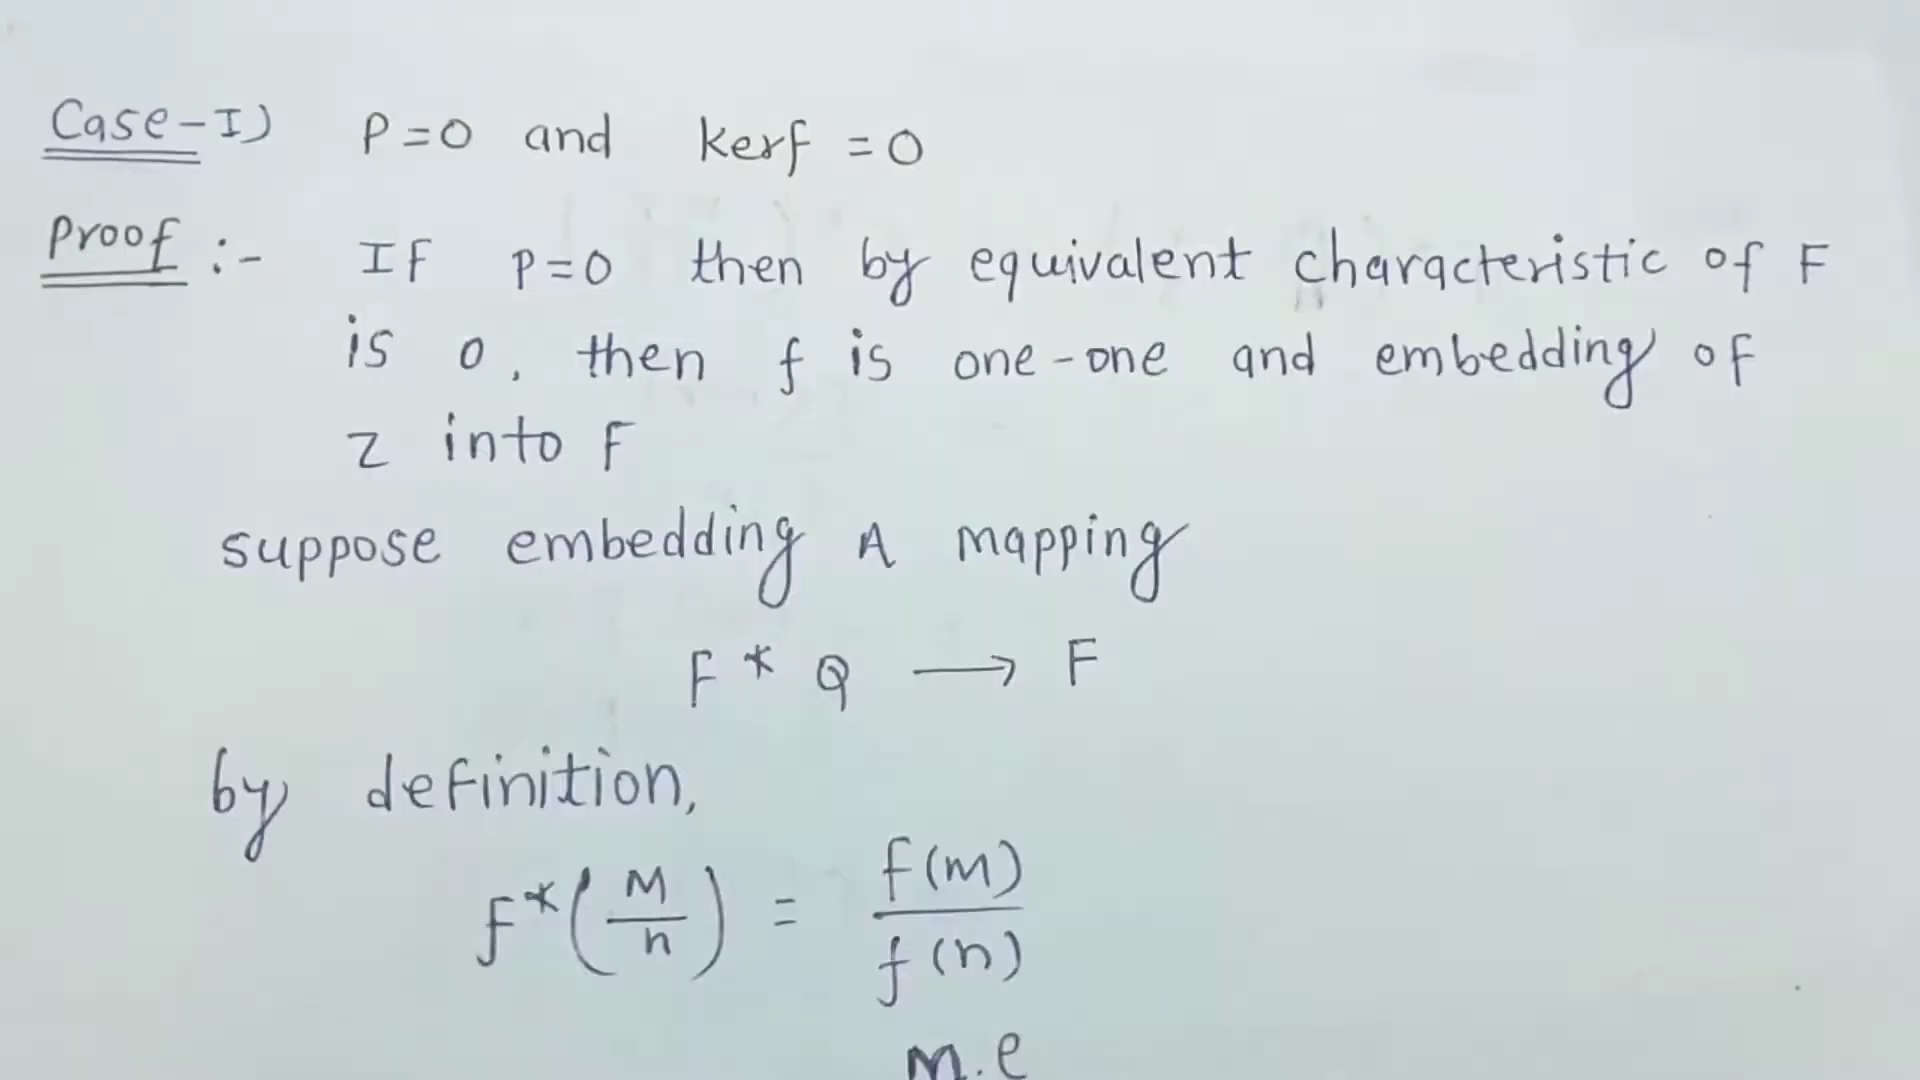 Case-I) P=0 and kerf = 0
Proof :- If P=0 then by equivalent characteristic of F
is 0, then f is one-one and embedding of
Z into F
suppose embedding A mapping
F * Q → F
by definition,
F*(M/n) = f(m)/f(n)
m.e